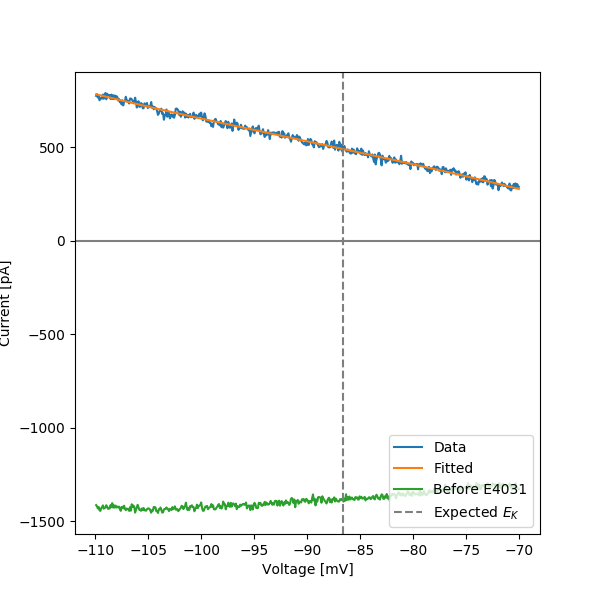 500
0
−500
−1000
−1500
Current [pA]
−110 −105 −100 −95 −90 −85 −80 −75 −70
Voltage [mV]
Data
Fitted
Before E4031
Expected E_K